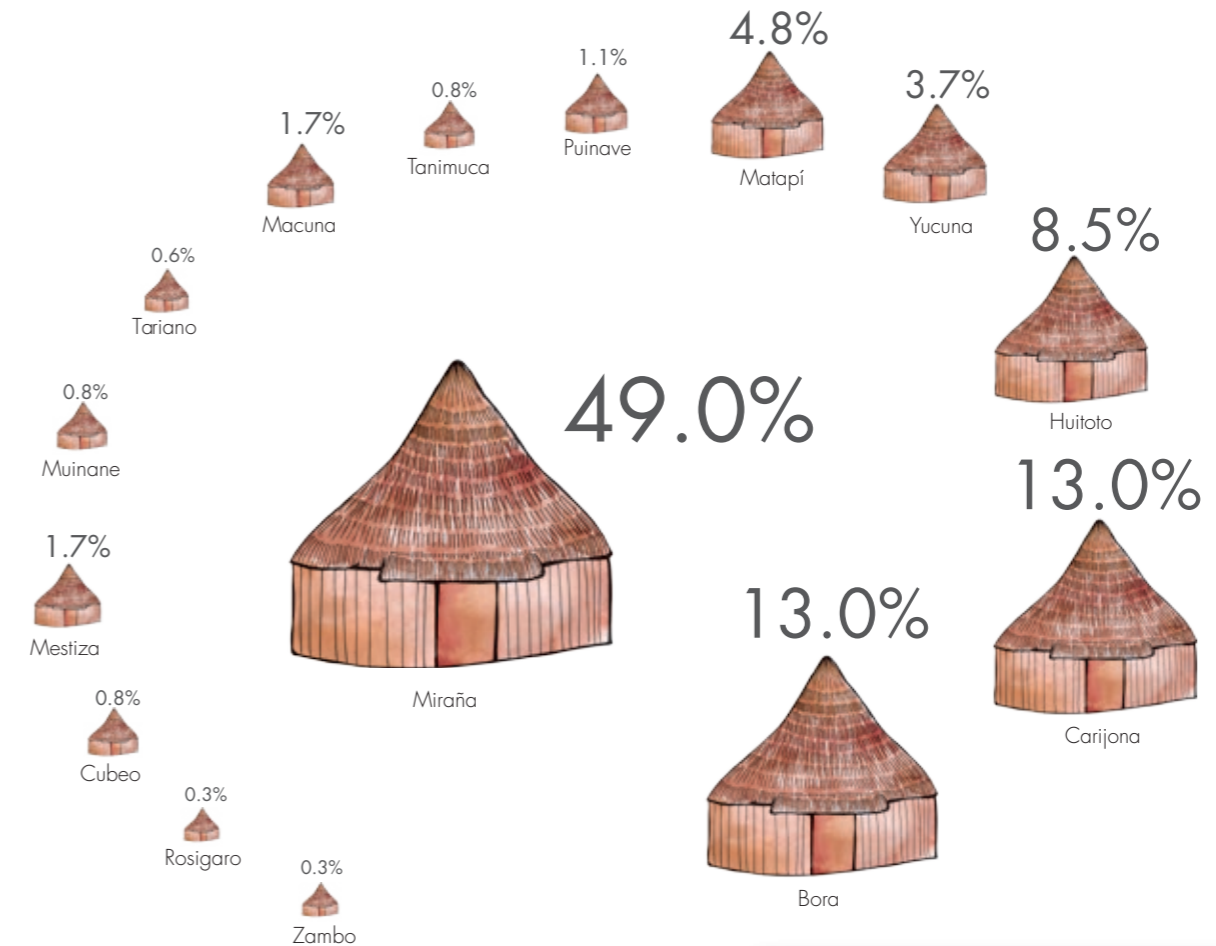 4.8%
Matapí
1.1%
Puinave
3.7%
Yucuna
0.8%
Tanimuca
1.7%
Macuna
8.5%
Huitoto
0.6%
Tariano
49.0%
Miraña
0.8%
Muinane
13.0%
Carijona
1.7%
Mestiza
13.0%
Bora
0.8%
Cubeo
0.3%
Rosigaro
0.3%
Zambo